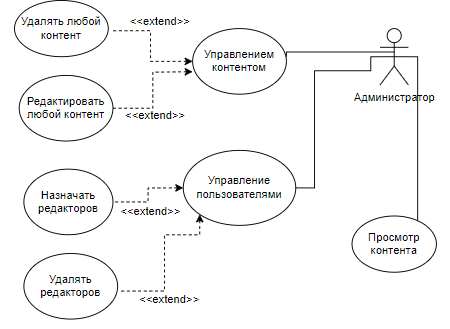 Удалять любой
контент
<<extend>>
Управлением
контентом
Администратор
Редактировать
любой контент
<<extend>>
Назначать
редакторов
<<extend>>
Управление
пользователями
Просмотр
контента
Удалять
редакторов
<<extend>>